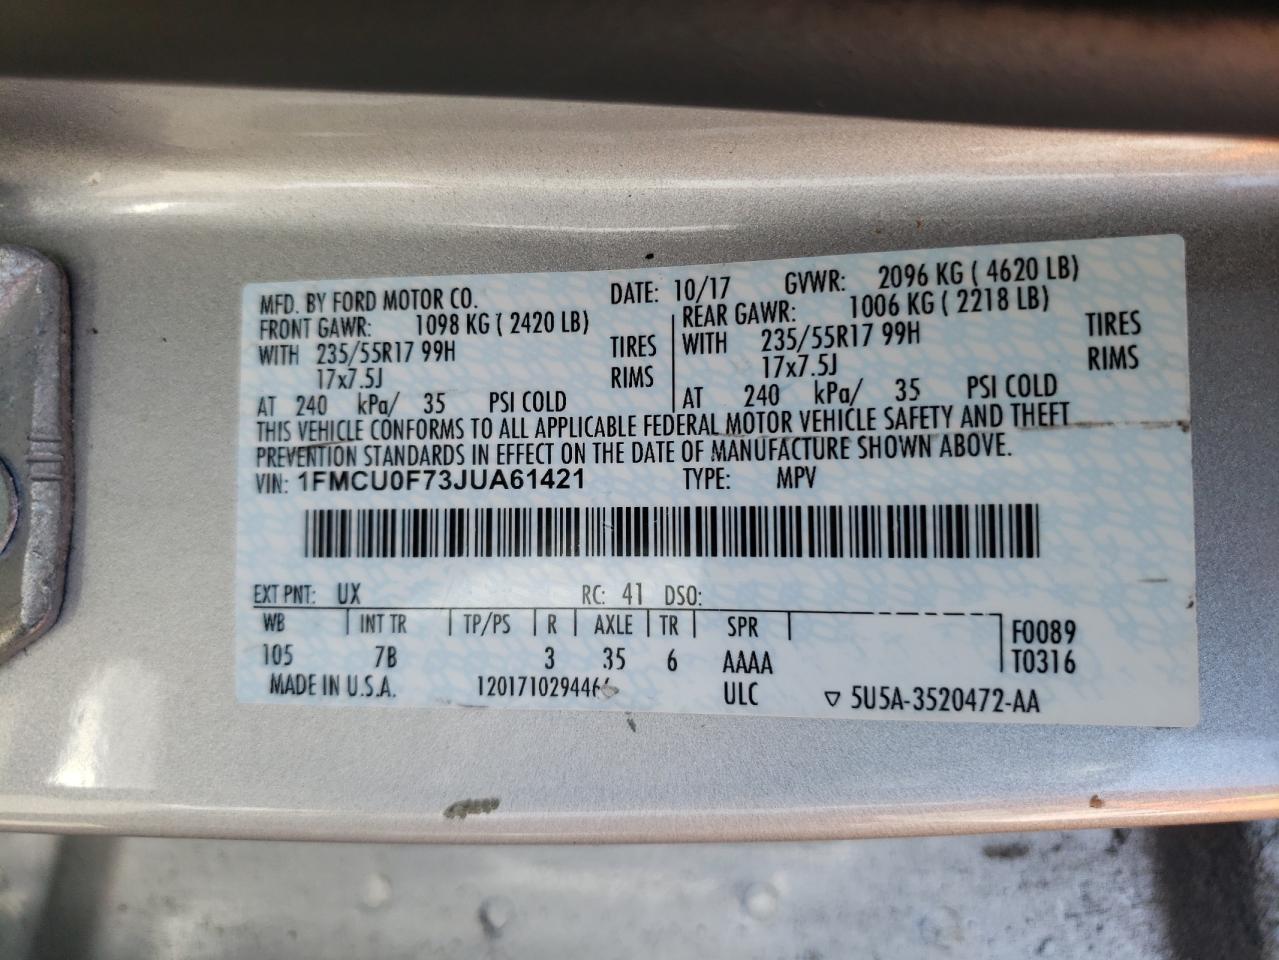 MFD. BY FORD MOTOR CO. DATE: 10/17 GVWR: 2096 KG ( 4620 LB)
FRONT GAWR: 1098 KG ( 2420 LB) REAR GAWR: 1006 KG ( 2218 LB)
WITH 235/55R17 99H TIRES WITH 235/55R17 99H TIRES
17x7.5J RIMS 17x7.5J RIMS
AT 240 kPa/ 35 PSI COLD AT 240 kPa/ 35 PSI COLD
THIS VEHICLE CONFORMS TO ALL APPLICABLE FEDERAL MOTOR VEHICLE SAFETY AND THEFT
PREVENTION STANDARDS IN EFFECT ON THE DATE OF MANUFACTURE SHOWN ABOVE.
VIN: 1FMCU0F73JUA61421 TYPE: MPV
EXT PNT: UX RC: 41 DSO:
WB INT TR TP/PS R AXLE TR SPR F0089
105 7B 3 35 6 AAAA T0316
MADE IN U.S.A. ULC ▽ 5U5A-3520472-AA